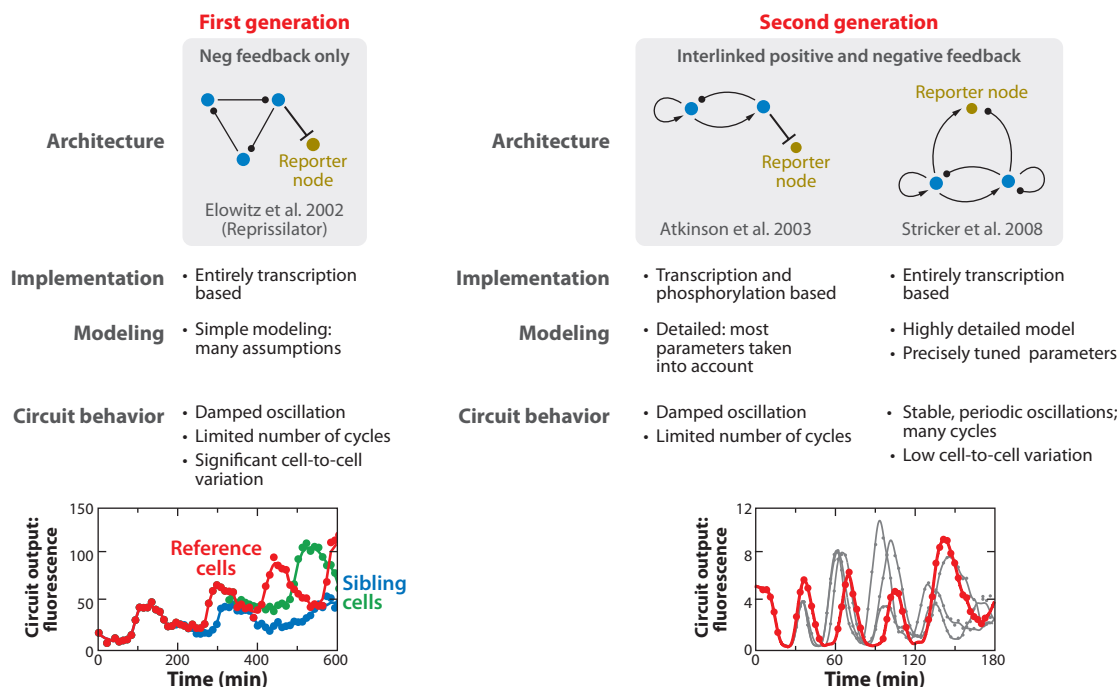 First generation
Neg feedback only
Architecture
Reporter
node
Elowitz et al. 2002
(Reprissilator)
Implementation
• Entirely transcription
based
Modeling
• Simple modeling:
many assumptions
Circuit behavior
• Damped oscillation
• Limited number of cycles
• Significant cell-to-cell
variation
Circuit output:
fluorescence
150
100
50
0
Reference
cells
Sibling
cells
0
200
400
600
Time (min)
Second generation
Interlinked positive and negative feedback
Architecture
Reporter
node
Atkinson et al. 2003
Reporter node
Stricker et al. 2008
Implementation
• Transcription and
phosphorylation based
• Entirely transcription
based
Modeling
• Detailed: most
parameters taken
into account
• Highly detailed model
• Precisely tuned parameters
Circuit behavior
• Damped oscillation
• Limited number of cycles
• Stable, periodic oscillations;
many cycles
• Low cell-to-cell variation
Circuit output:
fluorescence
12
8
4
0
0
60
120
180
Time (min)